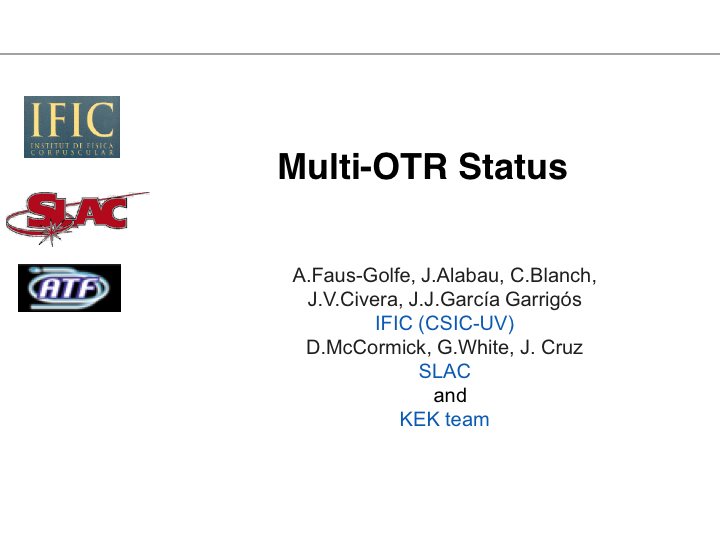 IFIC
INSTITUT DE FÍSICA
CORPUSCULAR
SLAC
ATF
Multi-OTR Status
A.Faus-Golfe, J.Alabau, C.Blanch,
J.V.Civera, J.J.García Garrigós
IFIC (CSIC-UV)
D.McCormick, G.White, J. Cruz
SLAC
and
KEK team